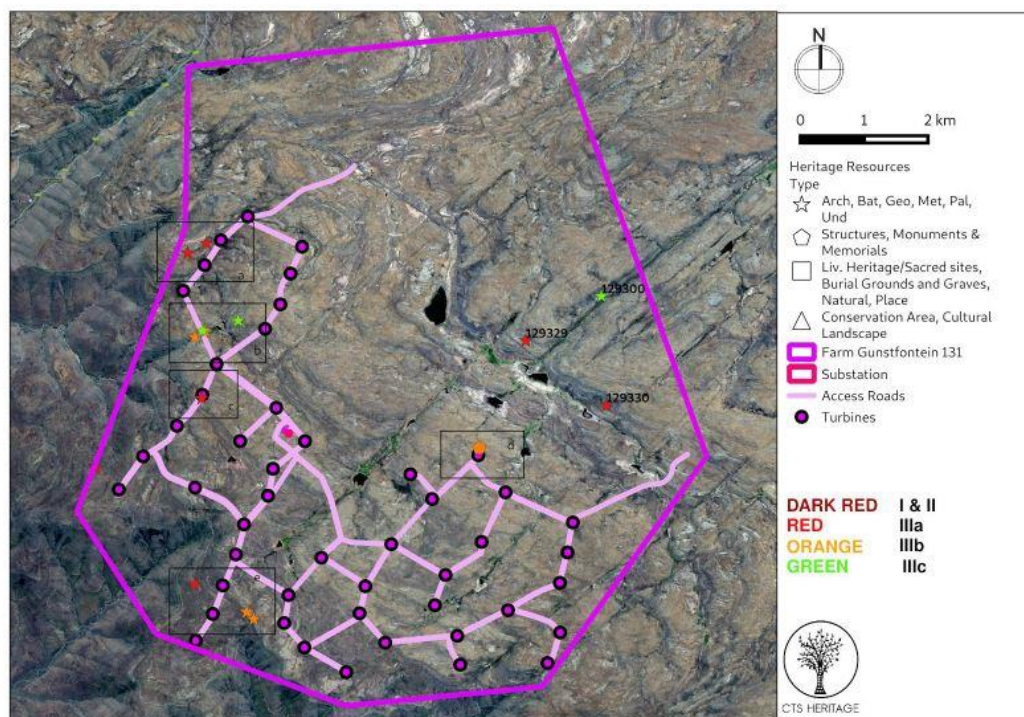 a
b
c
d
e
129300
129329
129330
N
0 1 2 km
Heritage Resources
Type
Arch, Bat, Geo, Met, Pal,
Und
Structures, Monuments &
Memorials
Liv. Heritage/Sacred sites,
Burial Grounds and Graves,
Natural, Place
Conservation Area, Cultural
Landscape
Farm Gunstfontein 131
Substation
Access Roads
Turbines
DARK RED I & II
RED IIIa
ORANGE IIIb
GREEN IIIc
CTS HERITAGE